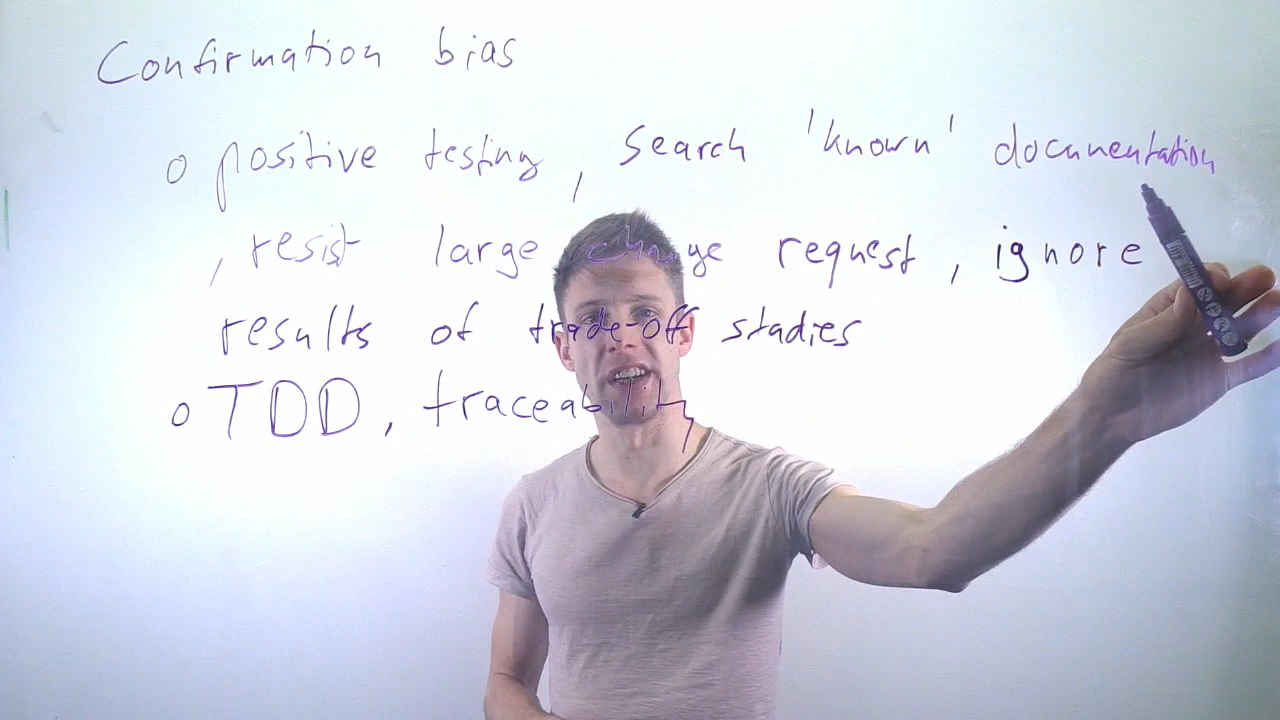 Confirmation bias
o positive testing, search 'known' documentation
, resist large change request, ignore
results of trade-off studies
o TDD, traceability